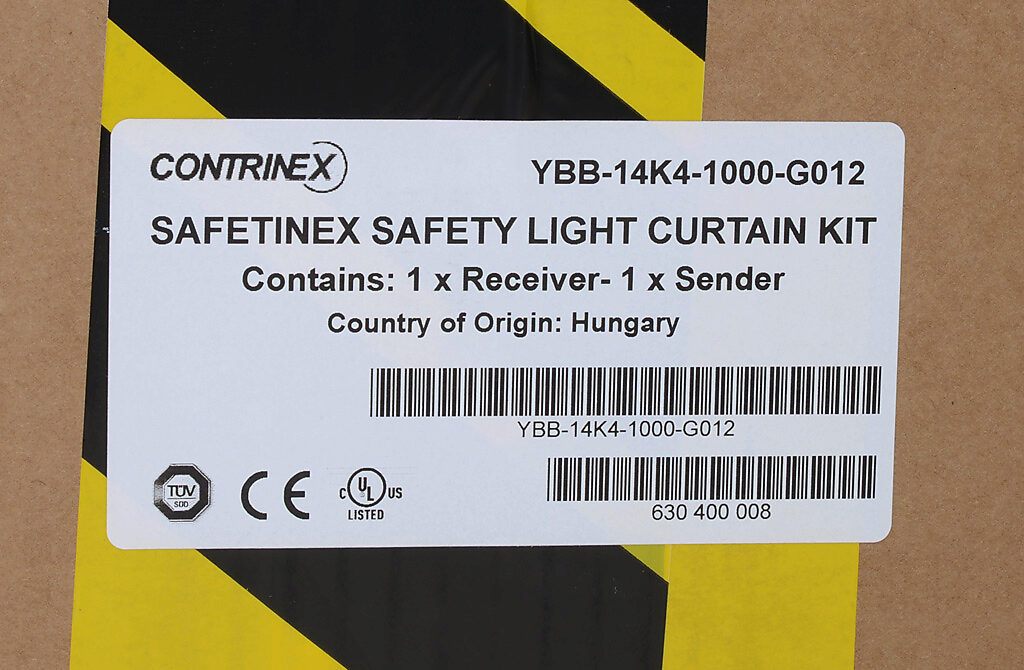 CONTRINEX
YBB-14K4-1000-G012
SAFETINEX SAFETY LIGHT CURTAIN KIT
Contains: 1 x Receiver- 1 x Sender
Country of Origin: Hungary
YBB-14K4-1000-G012
TÜV
SÜD
CE
C UL US
LISTED
630 400 008